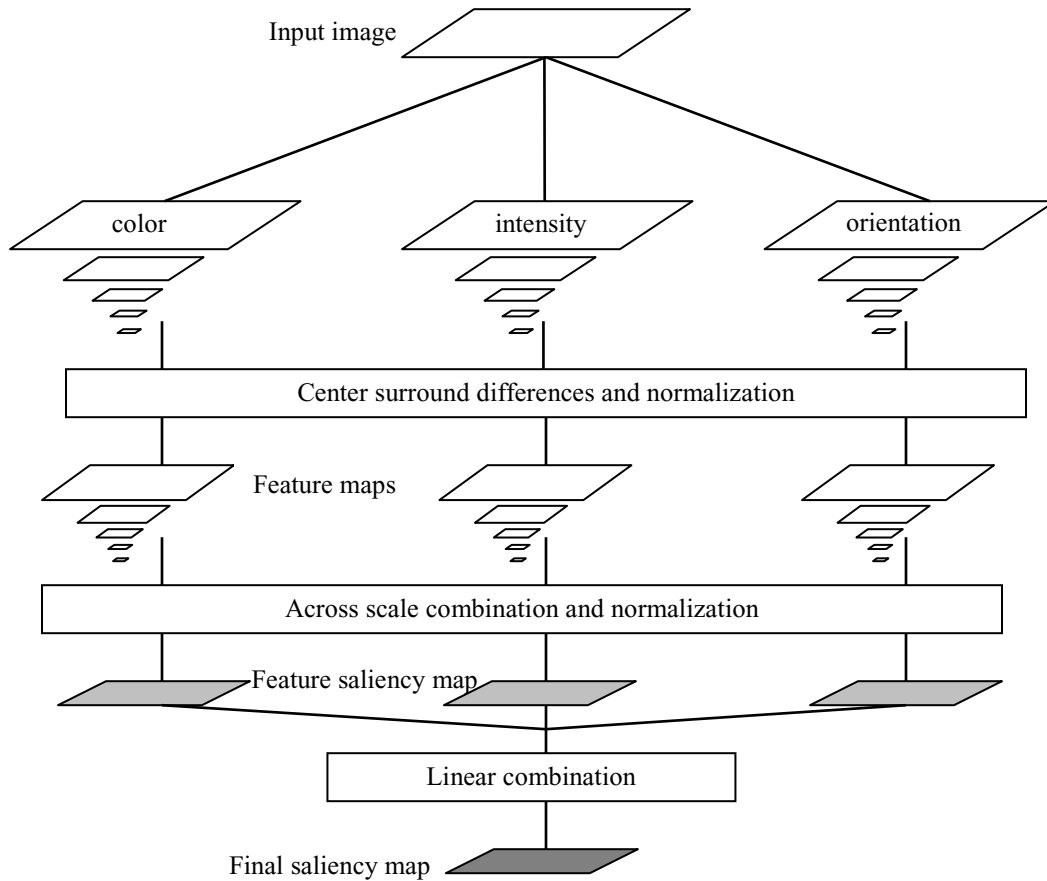 Input image
color
intensity
orientation
Center surround differences and normalization
Feature maps
Across scale combination and normalization
Feature saliency map
Linear combination
Final saliency map